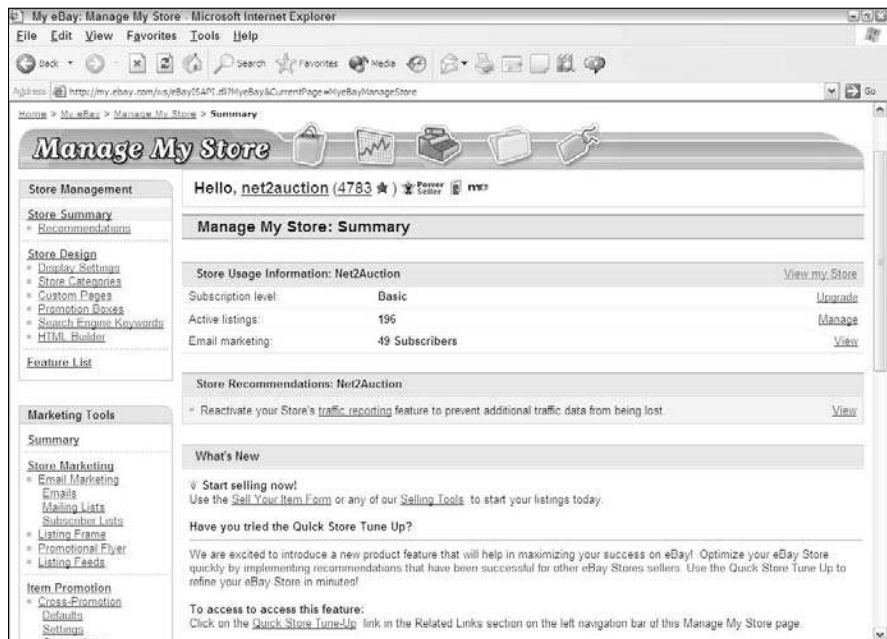 My eBay: Manage My Store - Microsoft Internet Explorer
File Edit View Favorites Tools Help
Back Search Favorites Media
Address http://my.ebay.com/ws/eBayISAPI.dll?MyeBay&CurrentPage=MyeBayManageStore Go
Home > My eBay > Manage My Store > Summary
Manage My Store
Store Management
Store Summary
Recommendations
Store Design
Display Settings
Store Categories
Custom Pages
Promotion Boxes
Search Engine Keywords
HTML Builder
Feature List
Marketing Tools
Summary
Store Marketing
Email Marketing
Emails
Mailing Lists
Subscriber Lists
Listing Frame
Promotional Flyer
Listing Feeds
Item Promotion
Cross-Promotion
Defaults
Settings
Hello, net2auction (4783) Power Seller me
Manage My Store: Summary
Store Usage Information: Net2Auction View my Store
Subscription level: Basic Upgrade
Active listings: 196 Manage
Email marketing: 49 Subscribers View
Store Recommendations: Net2Auction
Reactivate your Store's traffic reporting feature to prevent additional traffic data from being lost. View
What's New
Start selling now!
Use the Sell Your Item Form or any of our Selling Tools to start your listings today.
Have you tried the Quick Store Tune Up?
We are excited to introduce a new product feature that will help in maximizing your success on eBay! Optimize your eBay Store
quickly by implementing recommendations that have been successful for other eBay Stores sellers. Use the Quick Store Tune Up to
refine your eBay Store in minutes!
To access to access this feature:
Click on the Quick Store Tune-Up link in the Related Links section on the left navigation bar of this Manage My Store page.